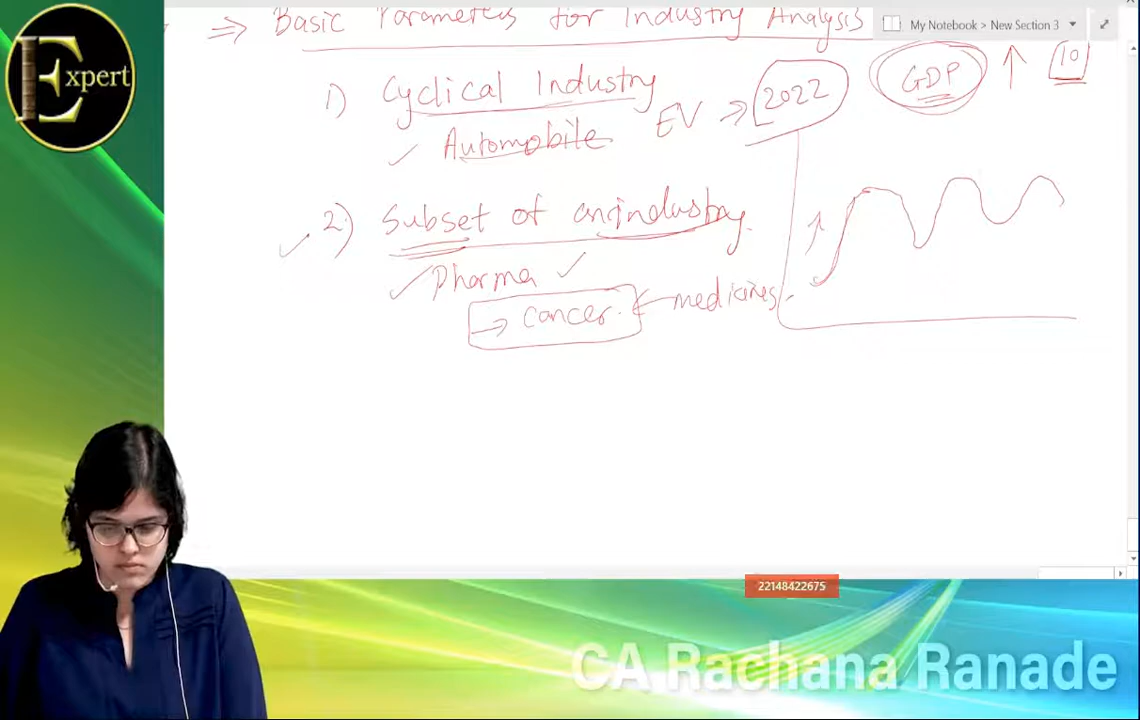 ⇒ Basic Parameters for Industry Analysis
My Notebook > New Section 3
Expert
1) Cyclical Industry
Automobile
EV ⇒ 2022
GDP ↑ 10
2) Subset of an industry.
Pharma
→ cancer. ← medicines
22148422675
CA Rachana Ranade